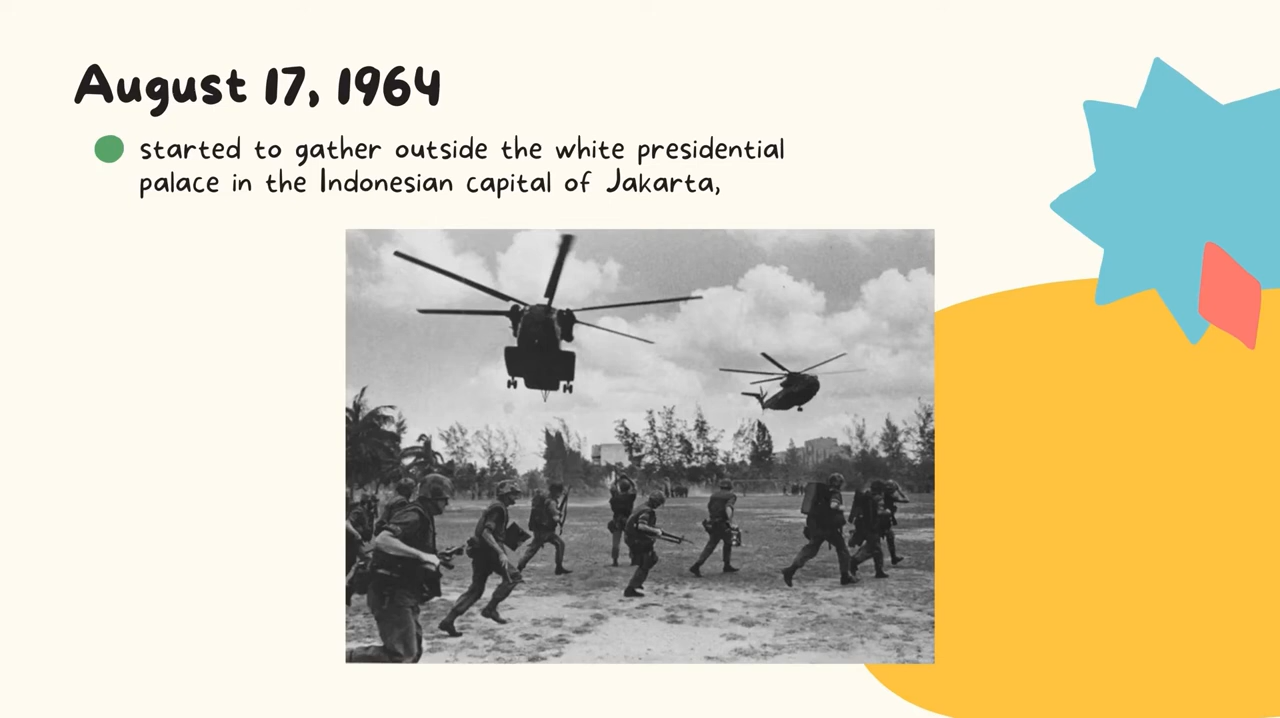 August 17, 1964
started to gather outside the white presidential
palace in the Indonesian capital of Jakarta,